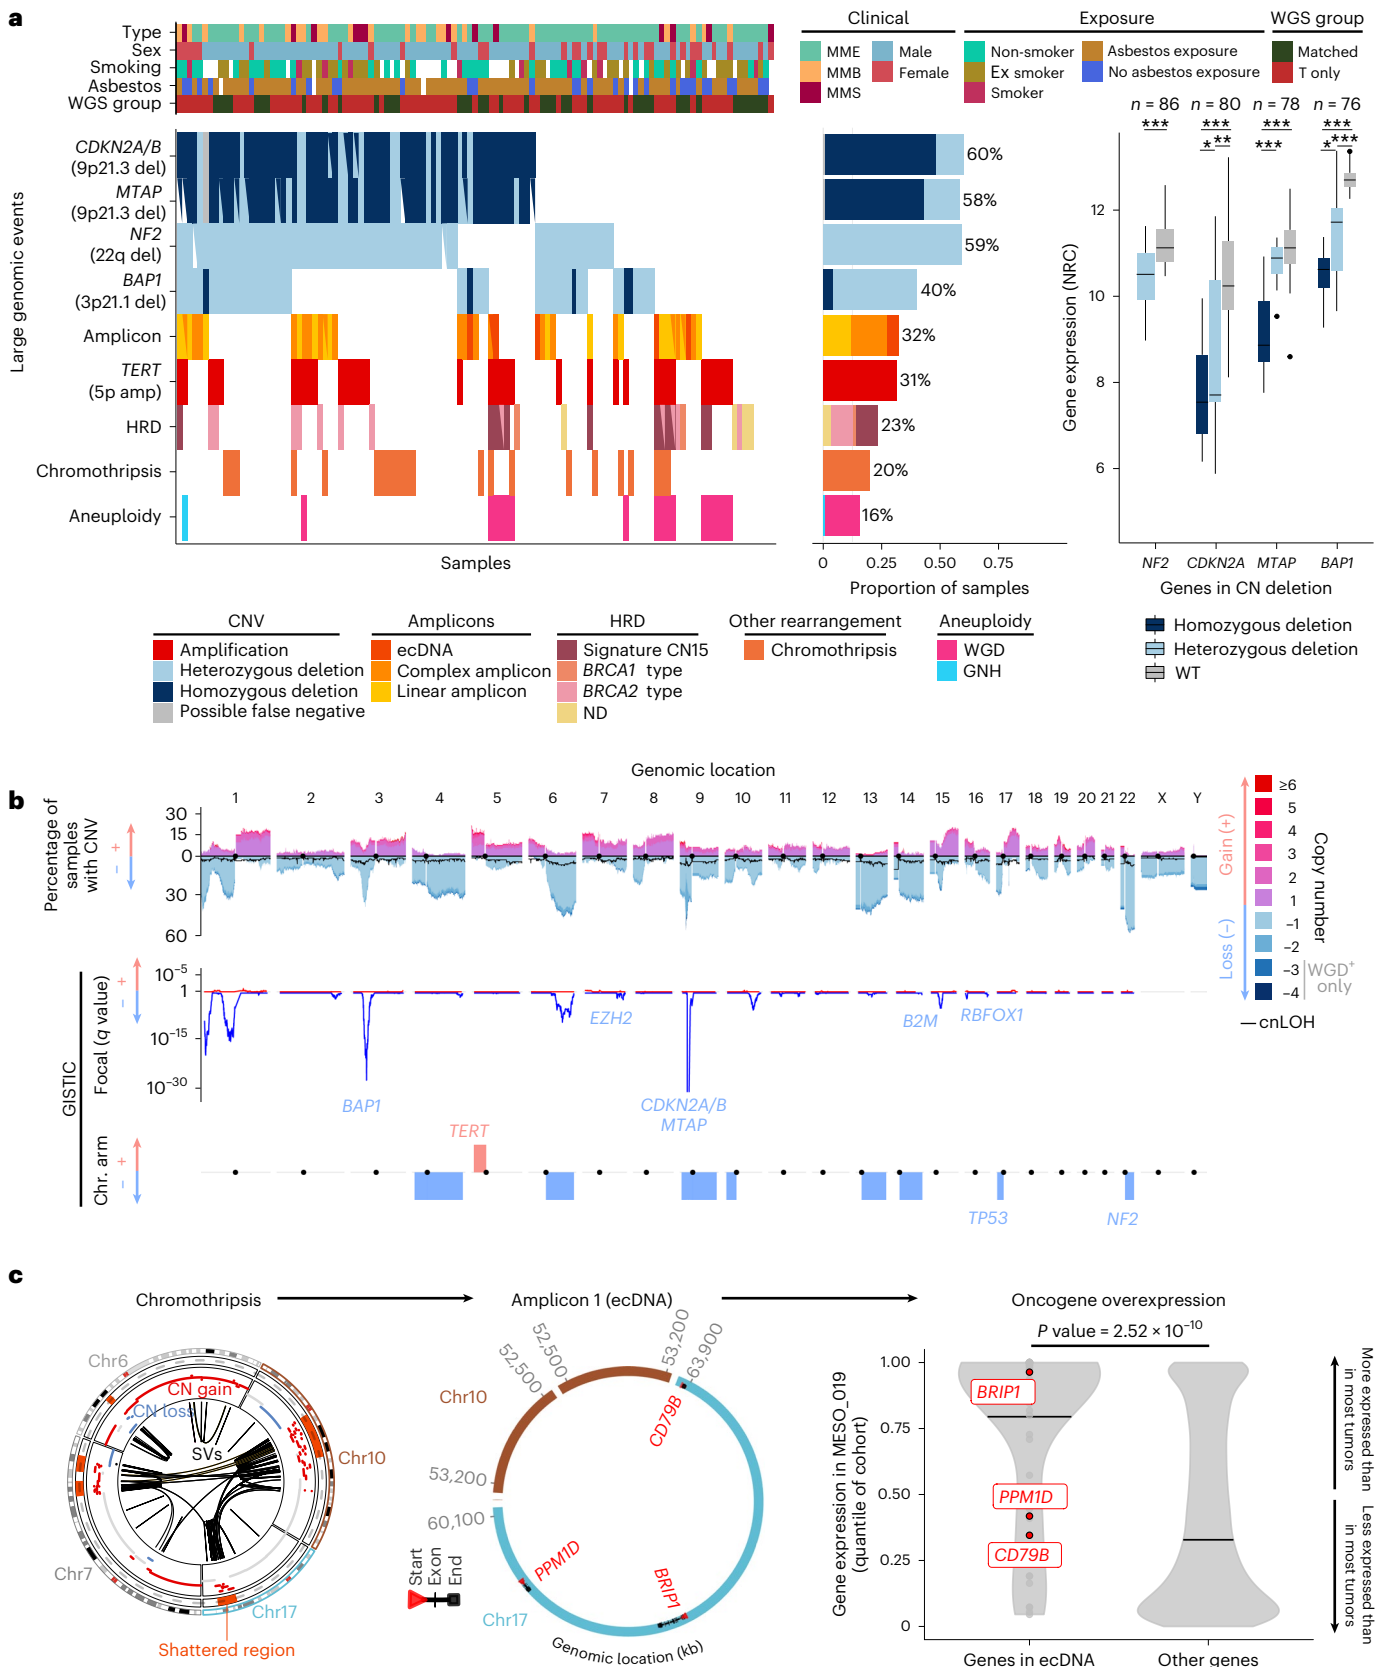 a
Type
Sex
Smoking
Asbestos
WGS group
Clinical
Exposure
WGS group
MME
MMB
MMS
Male
Female
Non-smoker
Ex smoker
Smoker
Asbestos exposure
No asbestos exposure
Matched
T only
Large genomic events
CDKN2A/B
(9p21.3 del)
MTAP
(9p21.3 del)
NF2
(22q del)
BAP1
(3p21.1 del)
Amplicon
TERT
(5p amp)
HRD
Chromothripsis
Aneuploidy
Samples
60%
58%
59%
40%
32%
31%
23%
20%
16%
0
0.25
0.50
0.75
Proportion of samples
n = 86
n = 80
n = 78
n = 76
***
***
***
***
* **
***
* ***
Gene expression (NRC)
12
10
8
6
NF2
CDKN2A
MTAP
BAP1
Genes in CN deletion
Homozygous deletion
Heterozygous deletion
WT
CNV
Amplification
Heterozygous deletion
Homozygous deletion
Possible false negative
Amplicons
ecDNA
Complex amplicon
Linear amplicon
HRD
Signature CN15
BRCA1 type
BRCA2 type
ND
Other rearrangement
Chromothripsis
Aneuploidy
WGD
GNH
b
Genomic location
1 2 3 4 5 6 7 8 9 10 11 12 13 14 15 16 17 18 19 20 21 22 X Y
Percentage of
samples
with CNV
+
–
30
15
0
30
60
Gain (+)
Loss (–)
≥6
5
4
3
2
1
–1
–2
–3
–4
WGD+
only
Copy number
cnLOH
GISTIC
Focal (q value)
+
–
10–5
1
10–15
10–30
BAP1
EZH2
CDKN2A/B
MTAP
B2M
RBFOX1
Chr. arm
+
–
TERT
TP53
NF2
c
Chromothripsis
Amplicon 1 (ecDNA)
Oncogene overexpression
Chr6
Chr10
Chr7
Chr17
CN gain
CN loss
SVs
Shattered region
52,500
52,500
53,200
63,900
53,200
60,100
Chr10
Chr17
CD79B
PPM1D
BRIP1
Start
Exon
End
Genomic location (kb)
P value = 2.52 × 10–10
Gene expression in MESO_019
(quantile of cohort)
1.00
0.75
0.50
0.25
0
BRIP1
PPM1D
CD79B
Genes in ecDNA
Other genes
More expressed than
in most tumors
Less expressed than
in most tumors